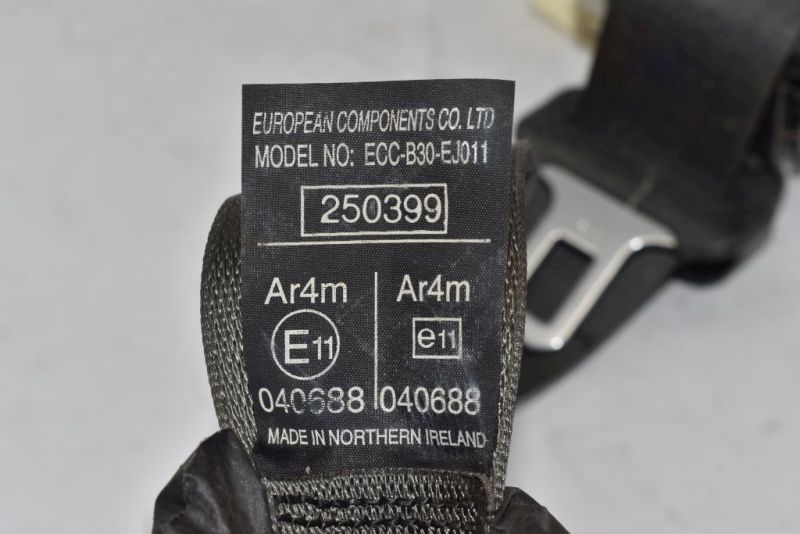 EUROPEAN COMPONENTS CO. LTD
MODEL NO: ECC-B30-EJ011
250399
Ar4m Ar4m
E11 e11
040688 040688
MADE IN NORTHERN IRELAND